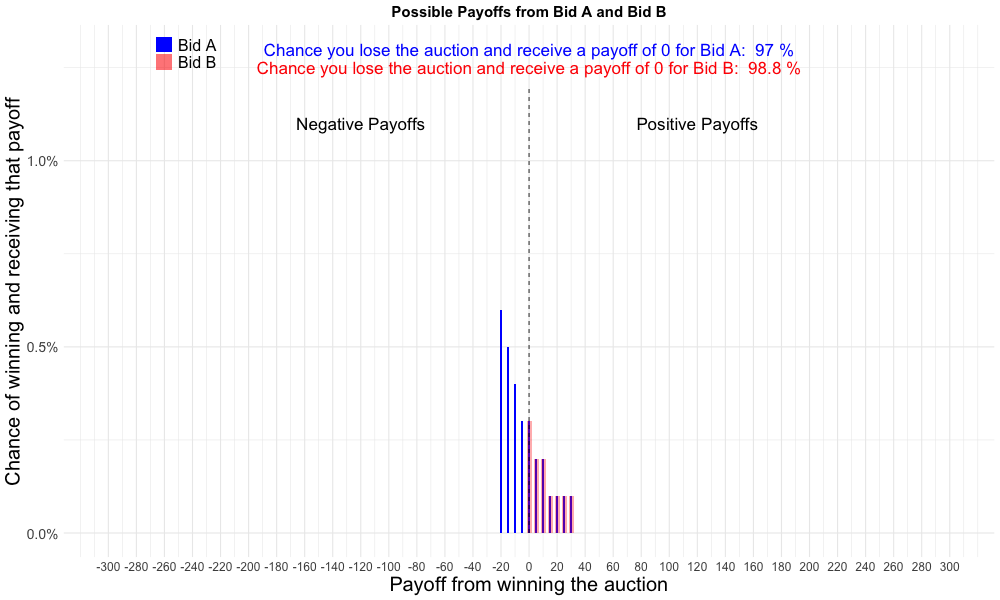 Possible Payoffs from Bid A and Bid B
Bid A
Bid B
Chance you lose the auction and receive a payoff of 0 for Bid A:  97 %
Chance you lose the auction and receive a payoff of 0 for Bid B:  98.8 %
Negative Payoffs
Positive Payoffs
Chance of winning and receiving that payoff
1.0%
0.5%
0.0%
-300 -280 -260 -240 -220 -200 -180 -160 -140 -120 -100 -80 -60 -40 -20 0 20 40 60 80 100 120 140 160 180 200 220 240 260 280 300
Payoff from winning the auction